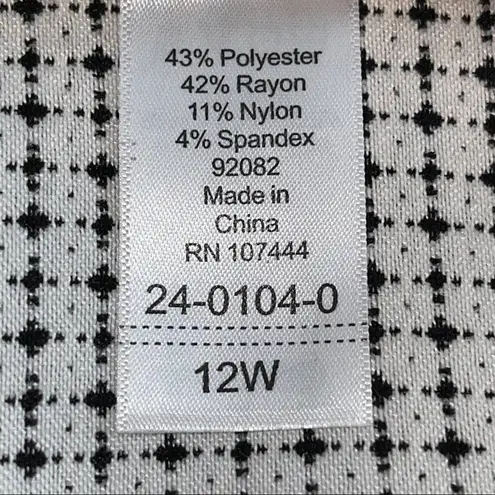 43% Polyester
42% Rayon
11% Nylon
4% Spandex
92082
Made in
China
RN 107444
24-0104-0
12W